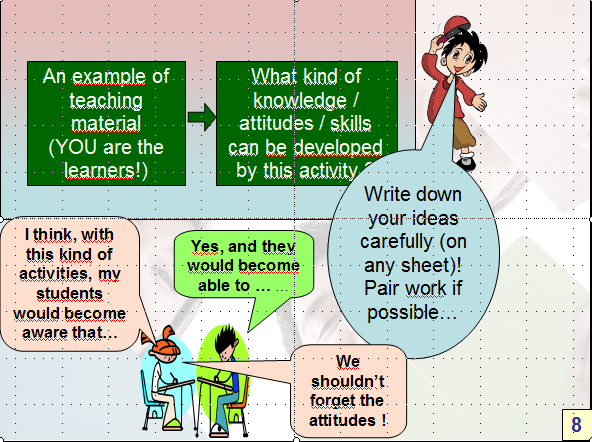 An example of
teaching
material
(YOU are the
learners!)
What kind of
knowledge /
attitudes / skills
can be developed
by this activity ?
Write down
your ideas
carefully (on
any sheet)!
Pair work if
possible…
I think, with
this kind of
activities, my
students
would become
aware that…
Yes, and they
would become
able to … …
We
shouldn’t
forget the
attitudes !
8